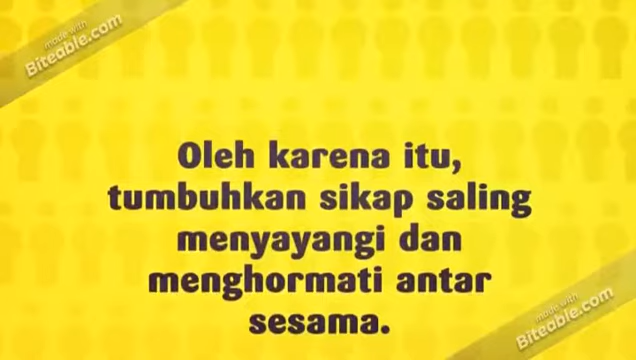 made with
Biteable.com
Oleh karena itu,
tumbuhkan sikap saling
menyayangi dan
menghormati antar
sesama.
made with
Biteable.com